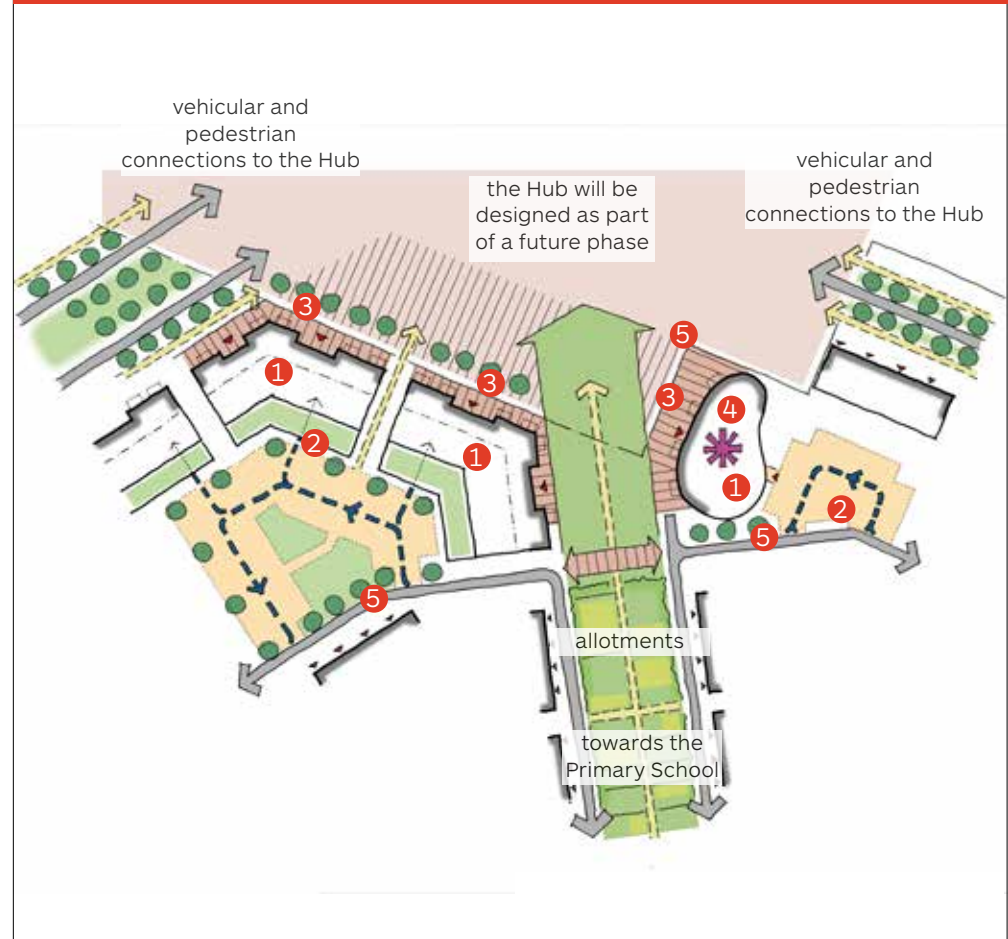 vehicular and
pedestrian
connections to the Hub
the Hub will be
designed as part
of a future phase
vehicular and
pedestrian
connections to the Hub
3
1
3
5
3
4
2
1
1
2
5
5
allotments
towards the
Primary School